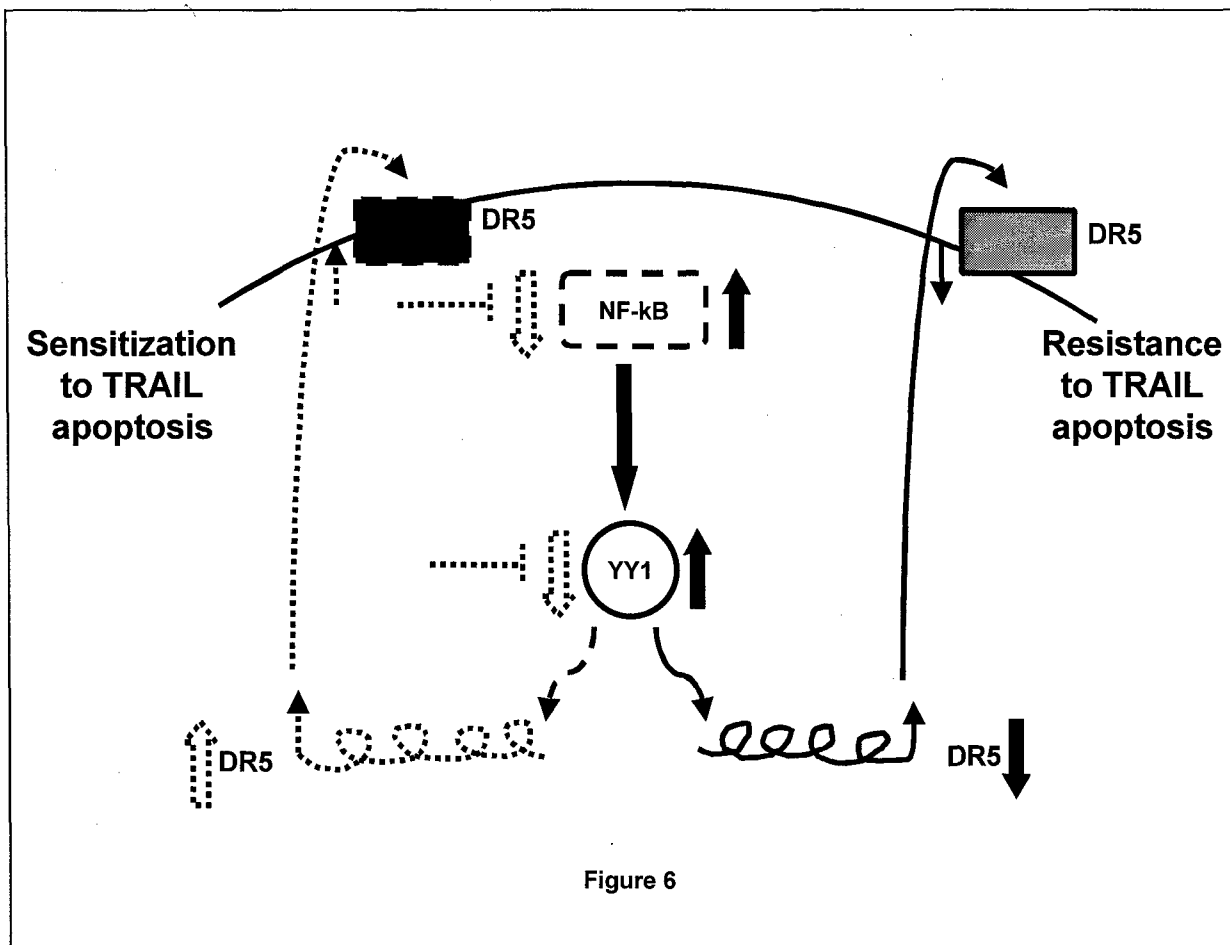 DR5
DR5
NF-kB
Sensitization
to TRAIL
apoptosis
Resistance
to TRAIL
apoptosis
YY1
DR5
DR5
Figure 6